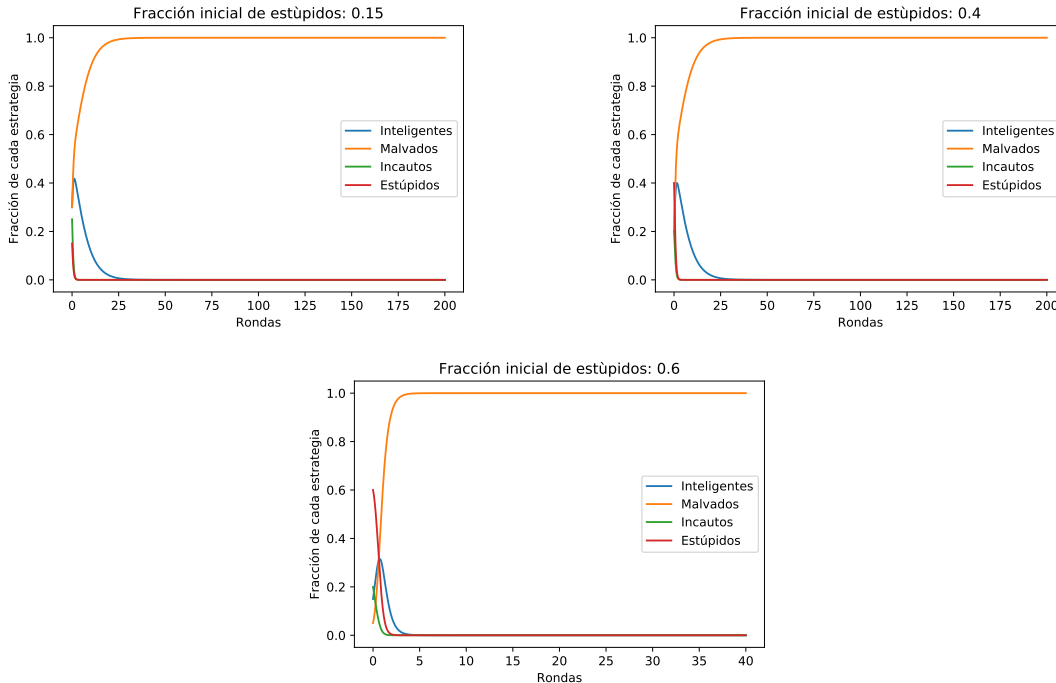 Fracción inicial de estùpidos: 0.15
Fracción de cada estrategia
1.0
0.8
0.6
0.4
0.2
0.0
Inteligentes
Malvados
Incautos
Estúpidos
0 25 50 75 100 125 150 175 200
Rondas
Fracción inicial de estùpidos: 0.4
Fracción de cada estrategia
1.0
0.8
0.6
0.4
0.2
0.0
Inteligentes
Malvados
Incautos
Estúpidos
0 25 50 75 100 125 150 175 200
Rondas
Fracción inicial de estùpidos: 0.6
Fracción de cada estrategia
1.0
0.8
0.6
0.4
0.2
0.0
Inteligentes
Malvados
Incautos
Estúpidos
0 5 10 15 20 25 30 35 40
Rondas